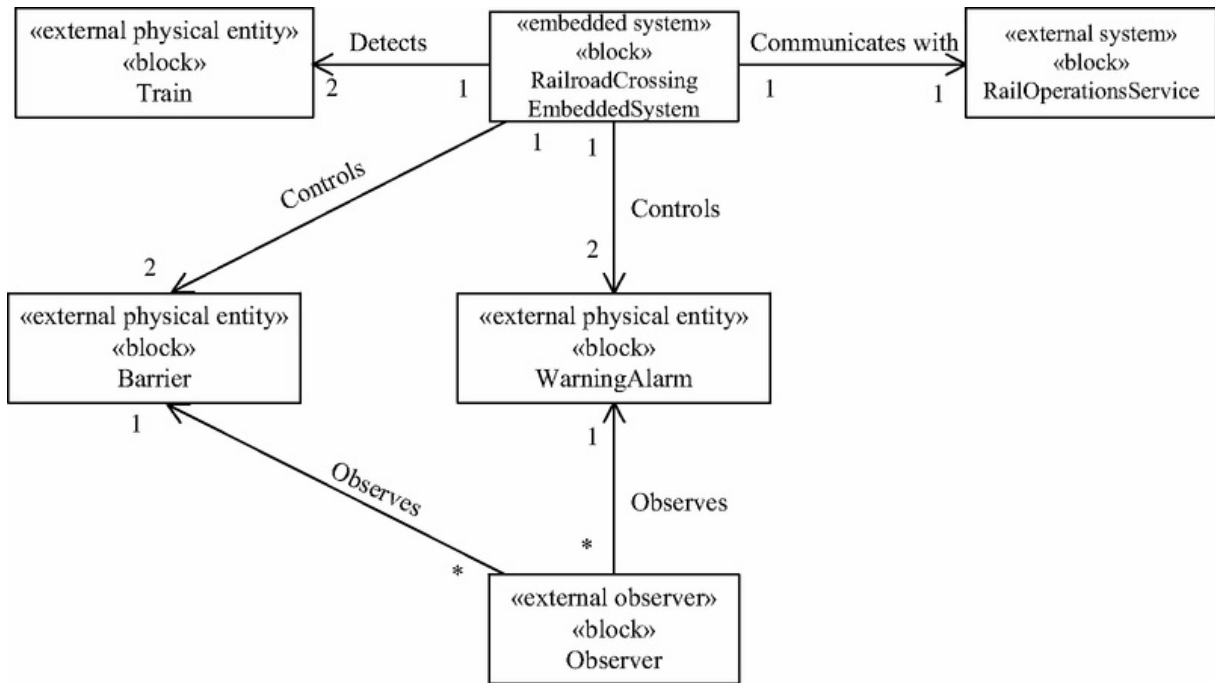 «external physical entity»
«block»
Train
Detects
2
1
«embedded system»
«block»
RailroadCrossing
EmbeddedSystem
Communicates with
1
1
«external system»
«block»
RailOperationsService
1
Controls
2
1
Controls
2
«external physical entity»
«block»
Barrier
1
«external physical entity»
«block»
WarningAlarm
1
Observes
*
Observes
*
«external observer»
«block»
Observer